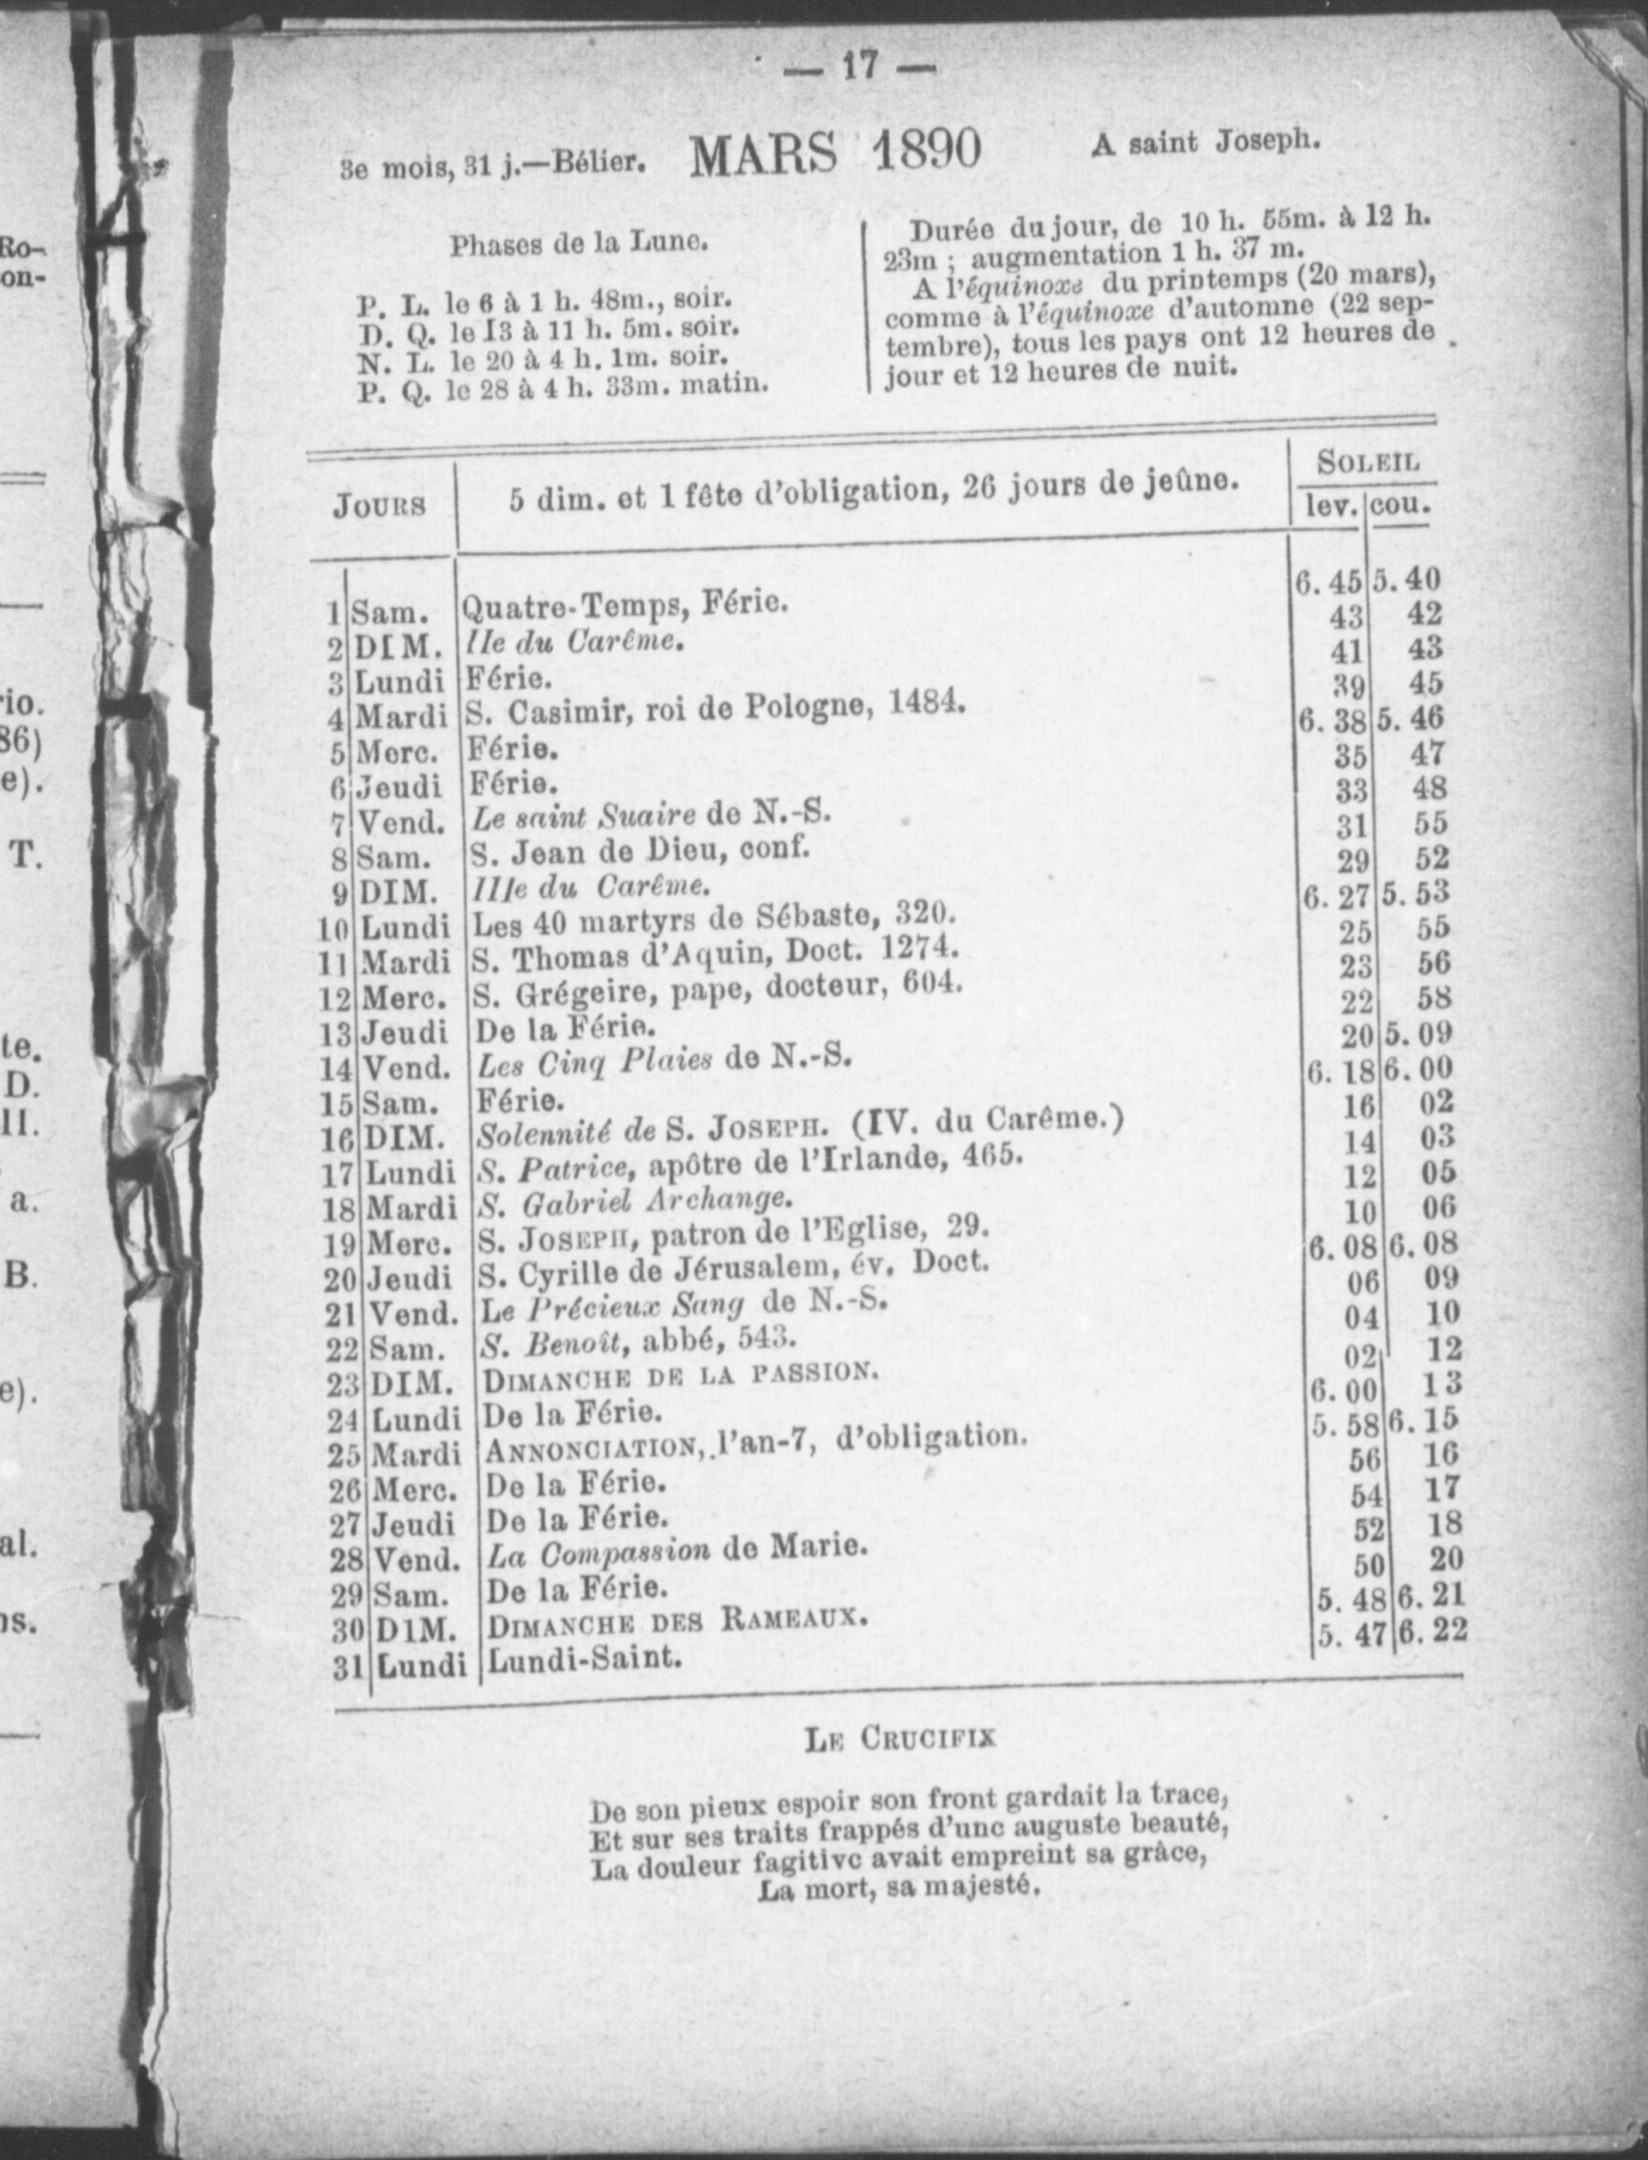 — 17 —
3e mois, 31 j.—Bélier. MARS 1890 A saint Joseph.
Phases de la Lune.
P. L. le 6 à 1 h. 48m., soir.
D. Q. le 13 à 11 h. 5m. soir.
N. L. le 20 à 4 h. 1m. soir.
P. Q. le 28 à 4 h. 33m. matin.
Durée du jour, de 10 h. 55m. à 12 h.
23m ; augmentation 1 h. 37 m.
A l'équinoxe du printemps (20 mars),
comme à l'équinoxe d'automne (22 sep-
tembre), tous les pays ont 12 heures de
jour et 12 heures de nuit.
JOURS 5 dim. et 1 fête d'obligation, 26 jours de jeûne. SOLEIL
lev. cou.
1 Sam. Quatre-Temps, Férie. 6.45 5.40
2 DIM. IIe du Carême. 43 42
3 Lundi Férie. 41 43
4 Mardi S. Casimir, roi de Pologne, 1484. 39 45
5 Merc. Férie. 6.38 5.46
6 Jeudi Férie. 35 47
7 Vend. Le saint Suaire de N.-S. 33 48
8 Sam. S. Jean de Dieu, conf. 31 55
9 DIM. IIIe du Carême. 29 52
10 Lundi Les 40 martyrs de Sébaste, 320. 6.27 5.53
11 Mardi S. Thomas d'Aquin, Doct. 1274. 25 55
12 Merc. S. Grégeire, pape, docteur, 604. 23 56
13 Jeudi De la Férie. 22 58
14 Vend. Les Cinq Plaies de N.-S. 20 5.09
15 Sam. Férie. 6.18 6.00
16 DIM. Solennité de S. JOSEPH. (IV. du Carême.) 16 02
17 Lundi S. Patrice, apôtre de l'Irlande, 465. 14 03
18 Mardi S. Gabriel Archange. 12 05
19 Merc. S. JOSEPH, patron de l'Eglise, 29. 10 06
20 Jeudi S. Cyrille de Jérusalem, év. Doct. 6.08 6.08
21 Vend. Le Précieux Sang de N.-S. 06 09
22 Sam. S. Benoît, abbé, 543. 04 10
23 DIM. DIMANCHE DE LA PASSION. 02 12
24 Lundi De la Férie. 6.00 13
25 Mardi ANNONCIATION, l'an-7, d'obligation. 5.58 6.15
26 Merc. De la Férie. 56 16
27 Jeudi De la Férie. 54 17
28 Vend. La Compassion de Marie. 52 18
29 Sam. De la Férie. 50 20
30 DIM. DIMANCHE DES RAMEAUX. 5.48 6.21
31 Lundi Lundi-Saint. 5.47 6.22
LE CRUCIFIX
De son pieux espoir son front gardait la trace,
Et sur ses traits frappés d'unc auguste beauté,
La douleur fagitivc avait empreint sa grâce,
La mort, sa majesté.